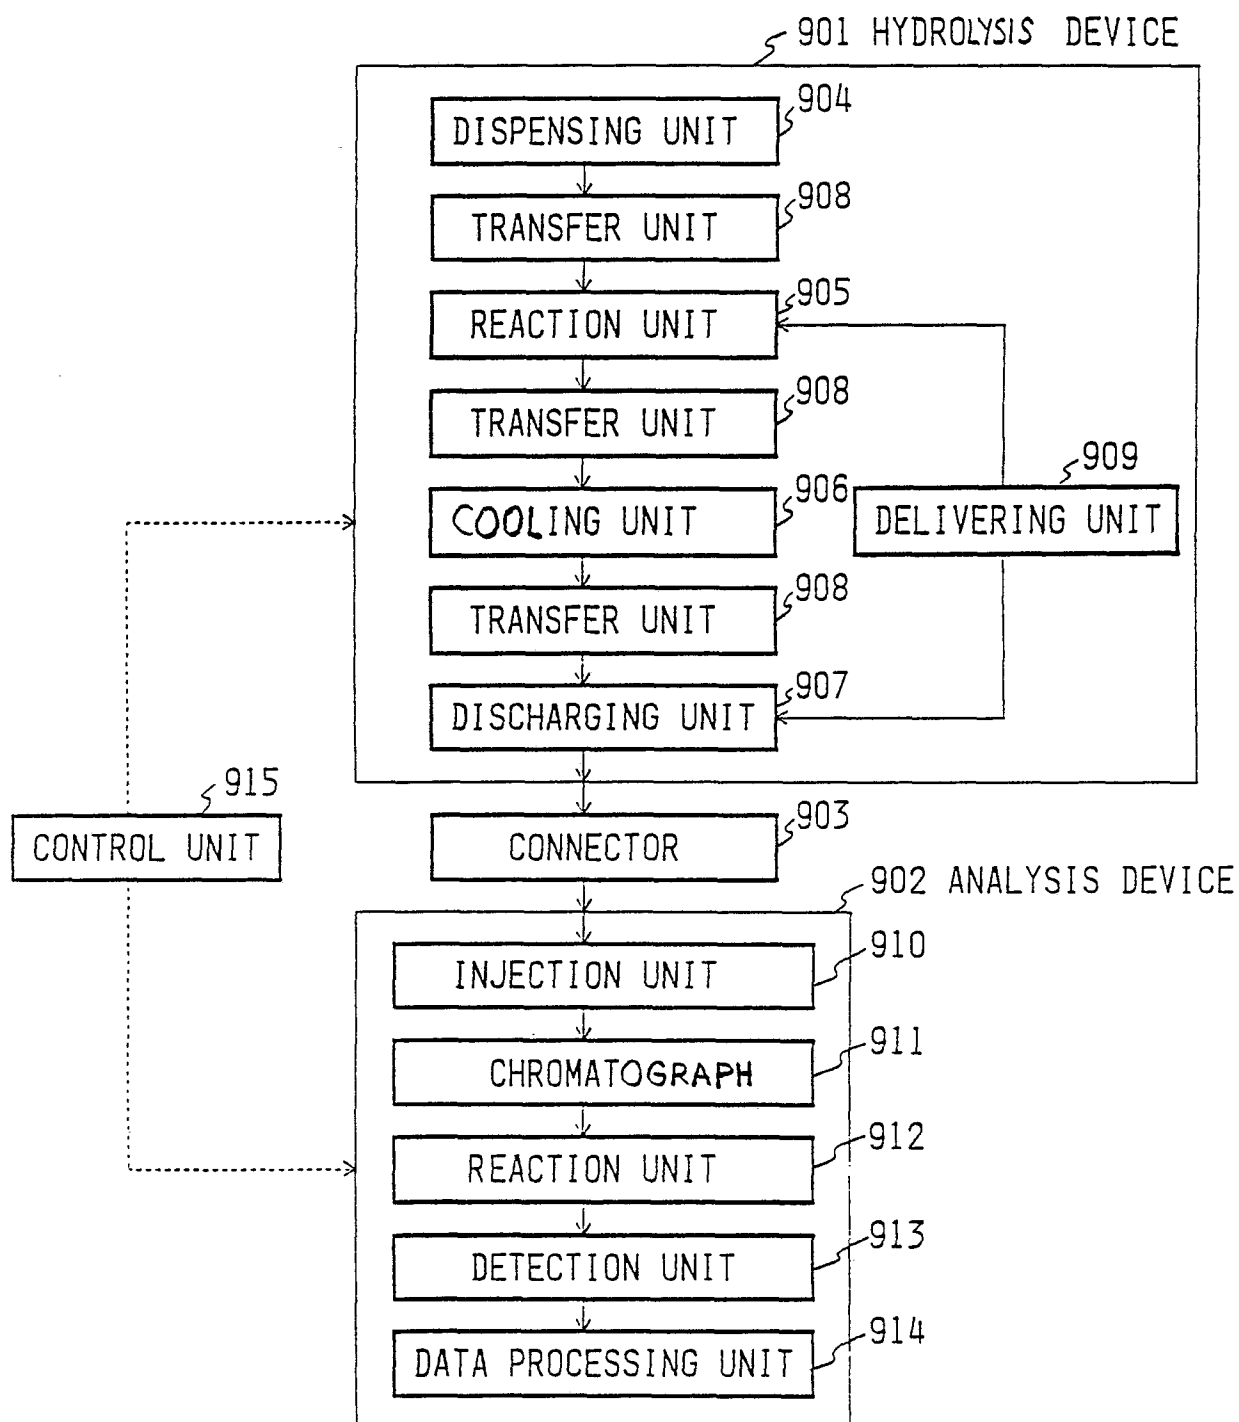 901 HYDROLYSIS DEVICE
904
DISPENSING UNIT
908
TRANSFER UNIT
905
REACTION UNIT
908
TRANSFER UNIT
909
906
COOLING UNIT
DELIVERING UNIT
908
TRANSFER UNIT
907
DISCHARGING UNIT
915
CONTROL UNIT
903
CONNECTOR
902 ANALYSIS DEVICE
910
INJECTION UNIT
911
CHROMATOGRAPH
912
REACTION UNIT
913
DETECTION UNIT
914
DATA PROCESSING UNIT